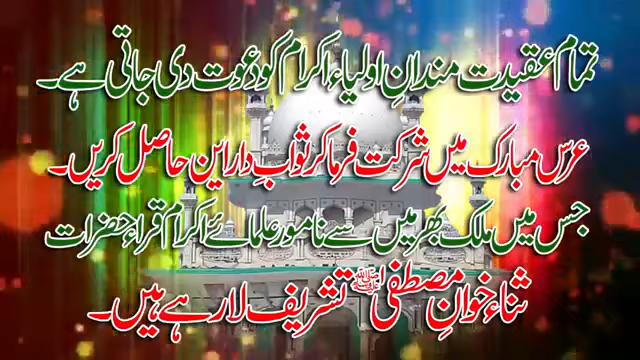 تمام عقیدت مندانِ اولیاء اکرام کو دعوت دی جاتی ہے۔
عرس مبارک میں شرکت فرما کر ثوابِ دارین حاصل کریں۔
جس میں ملک بھر میں سے نامور علمائے اکرام قراء حضرات
ثناء خوانِ مصطفیٰ ﷺ تشریف لا رہے ہیں۔